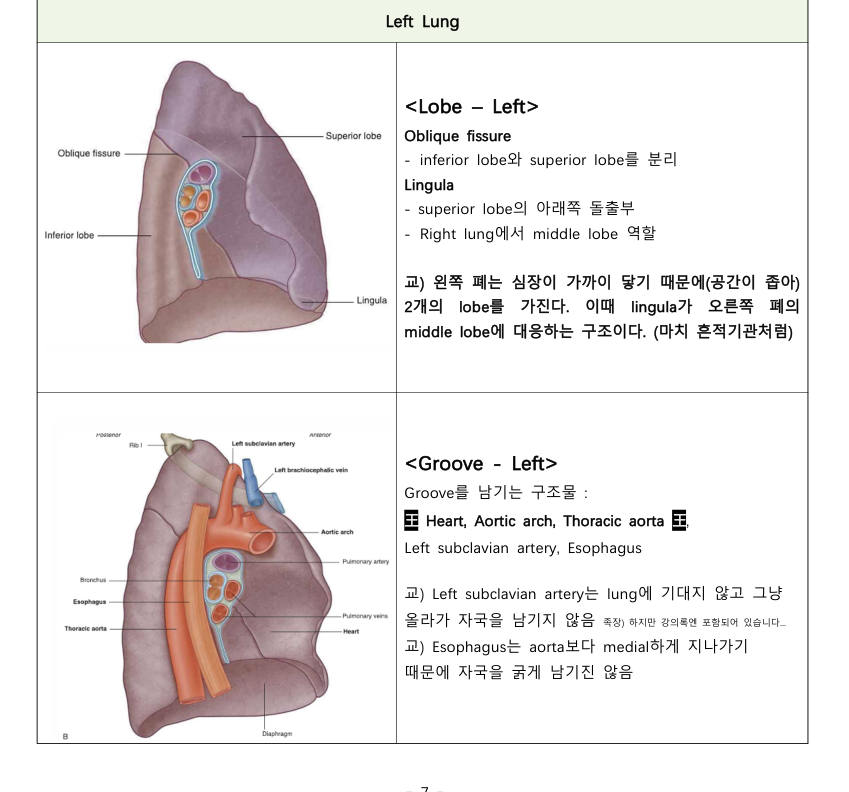 Left Lung
Superior lobe
Oblique fissure
Inferior lobe
Lingula
<Lobe – Left>
Oblique fissure
- inferior lobe와 superior lobe를 분리
Lingula
- superior lobe의 아래쪽 돌출부
- Right lung에서 middle lobe 역할
교) 왼쪽 폐는 심장이 가까이 닿기 때문에(공간이 좁아)
2개의 lobe를 가진다. 이때 lingula가 오른쪽 폐의
middle lobe에 대응하는 구조이다. (마치 흔적기관처럼)
Posterior
Anterior
Rib I
Left subclavian artery
Left brachiocephalic vein
Aortic arch
Pulmonary artery
Bronchus
Esophagus
Pulmonary veins
Thoracic aorta
Heart
Diaphragm
B
<Groove - Left>
Groove를 남기는 구조물 :
王 Heart, Aortic arch, Thoracic aorta 王,
Left subclavian artery, Esophagus
교) Left subclavian artery는 lung에 기대지 않고 그냥
올라가 자국을 남기지 않음 족장) 하지만 강의록엔 포함되어 있습니다...
교) Esophagus는 aorta보다 medial하게 지나가기
때문에 자국을 굵게 남기진 않음
- 7 -